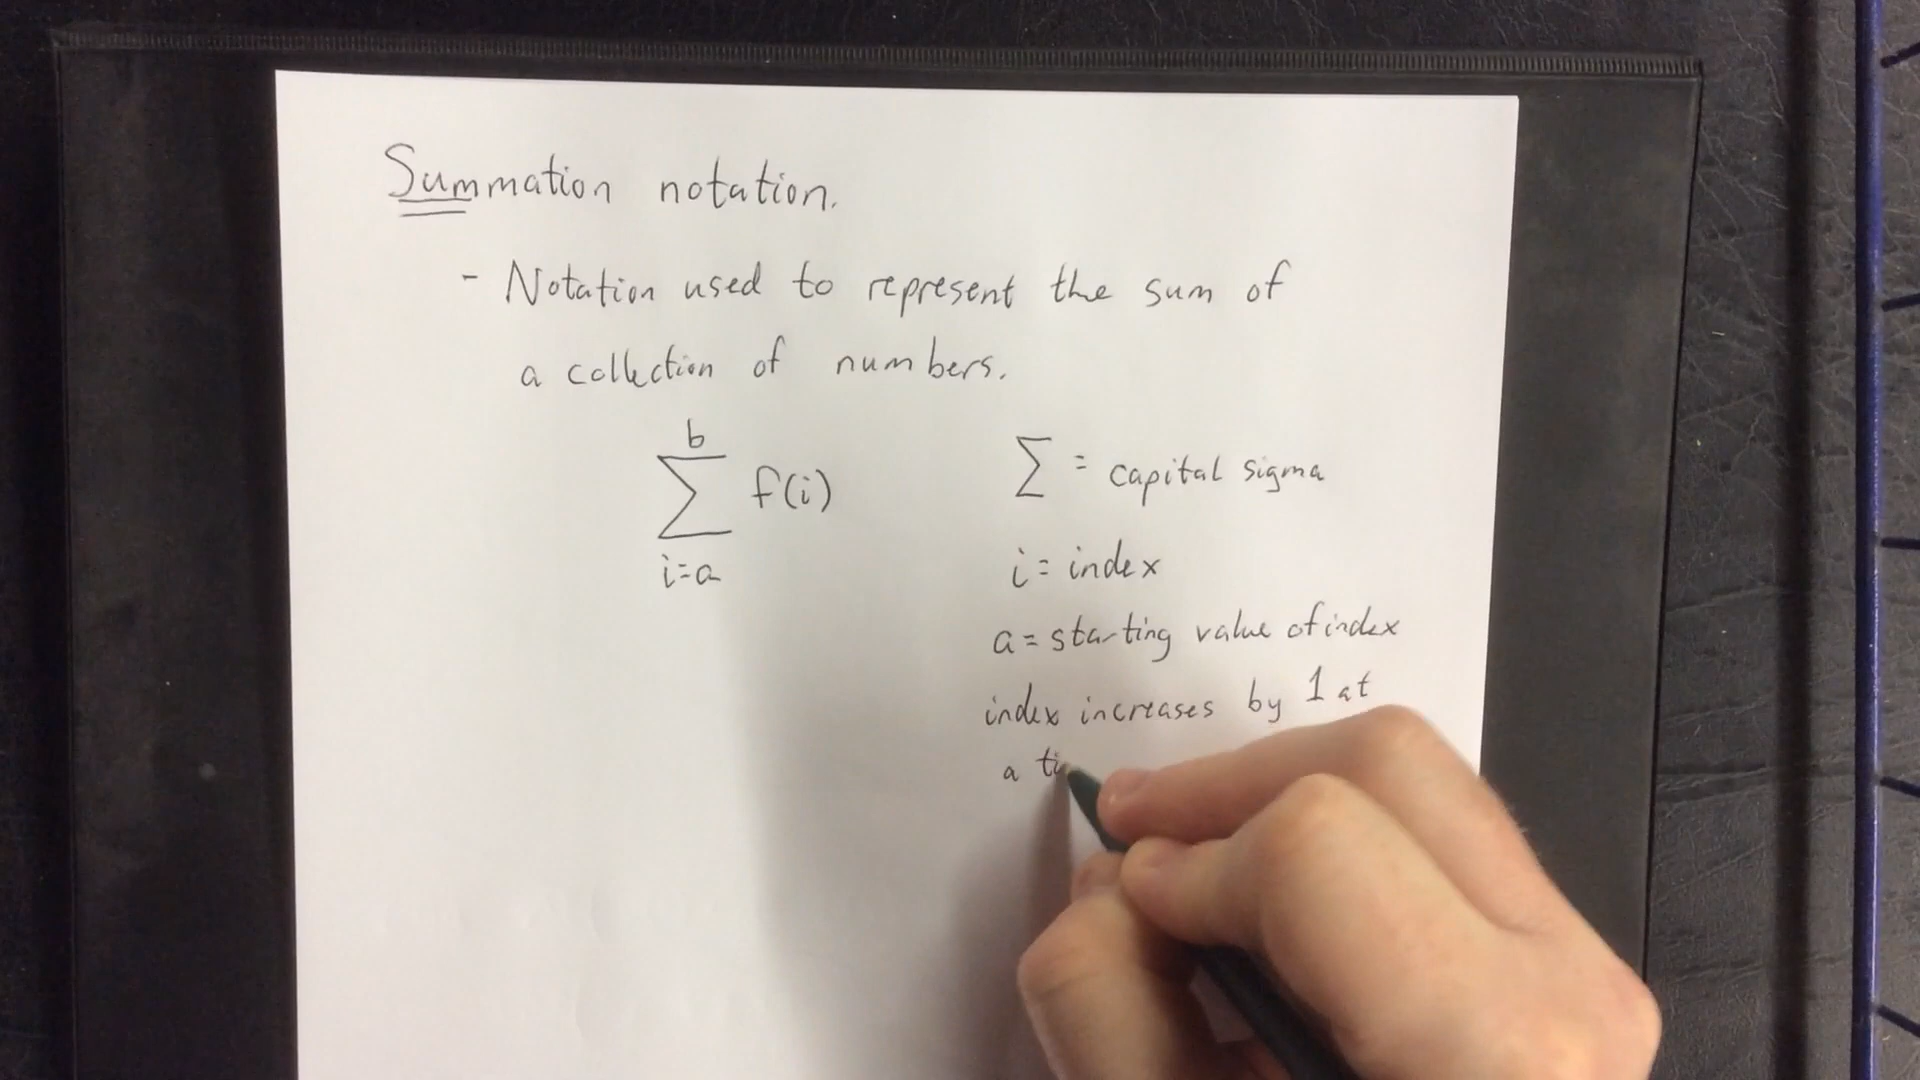 Summation notation.
- Notation used to represent the sum of
a collection of numbers.
b
∑ f(i)
i=a
∑ = capital sigma
i = index
a = starting value of index
index increases by 1 at
a ti